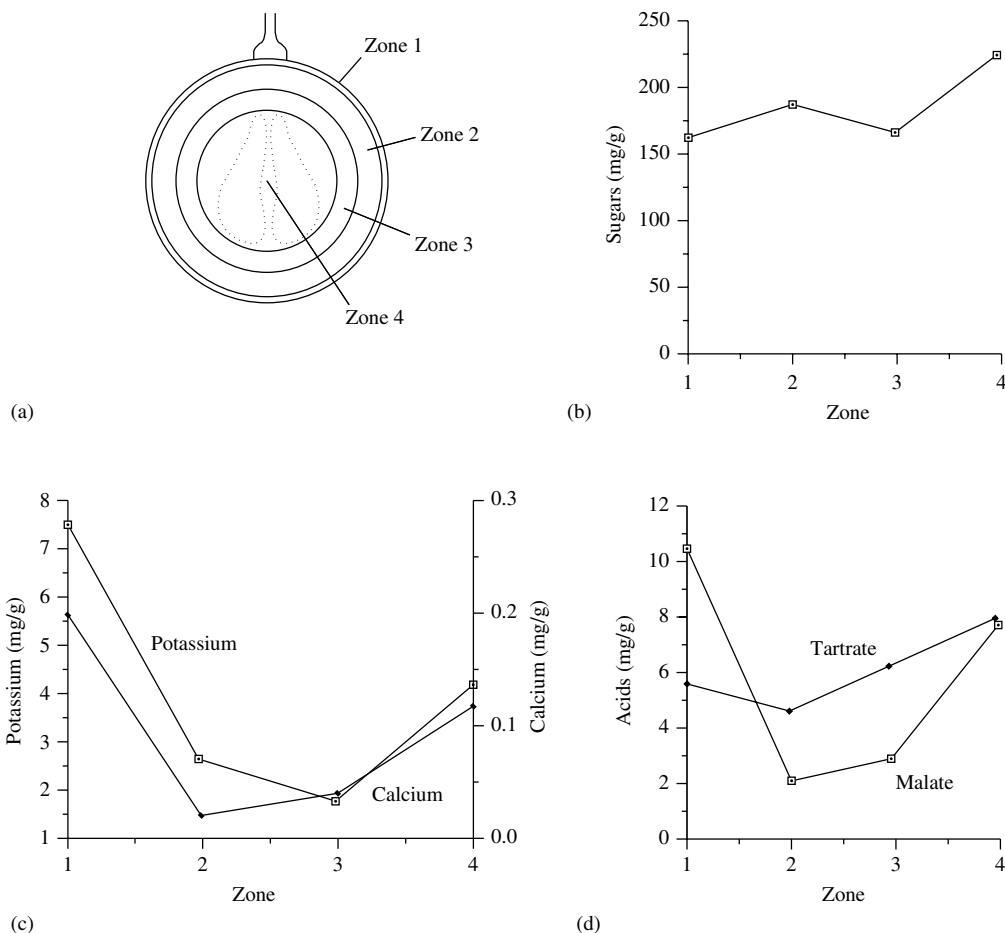 Zone 1
Zone 2
Zone 3
Zone 4
(a)
250
200
150
100
50
0
Sugars (mg/g)
1 2 3 4
Zone
(b)
8
7
6
5
4
3
2
1
Potassium (mg/g)
Potassium
Calcium
0.3
0.2
0.1
0.0
Calcium (mg/g)
1 2 3 4
Zone
(c)
12
10
8
6
4
2
0
Acids (mg/g)
Tartrate
Malate
1 2 3 4
Zone
(d)